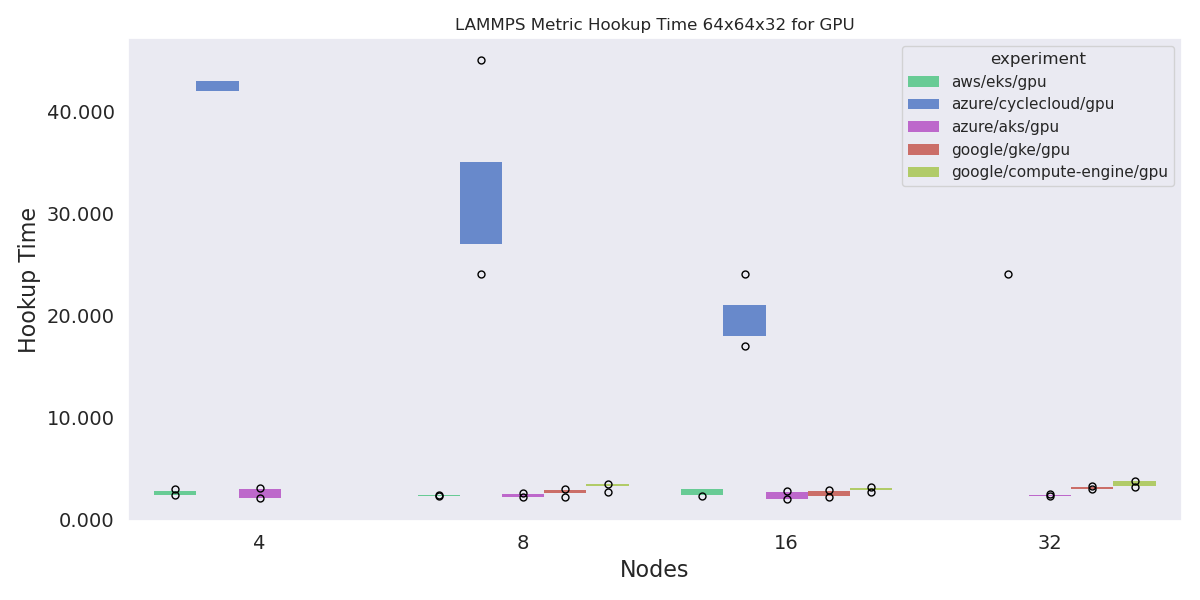 LAMMPS Metric Hookup Time 64x64x32 for GPU
experiment
aws/eks/gpu
azure/cyclecloud/gpu
azure/aks/gpu
google/gke/gpu
google/compute-engine/gpu
Hookup Time
40.000
30.000
20.000
10.000
0.000
4 8 16 32
Nodes